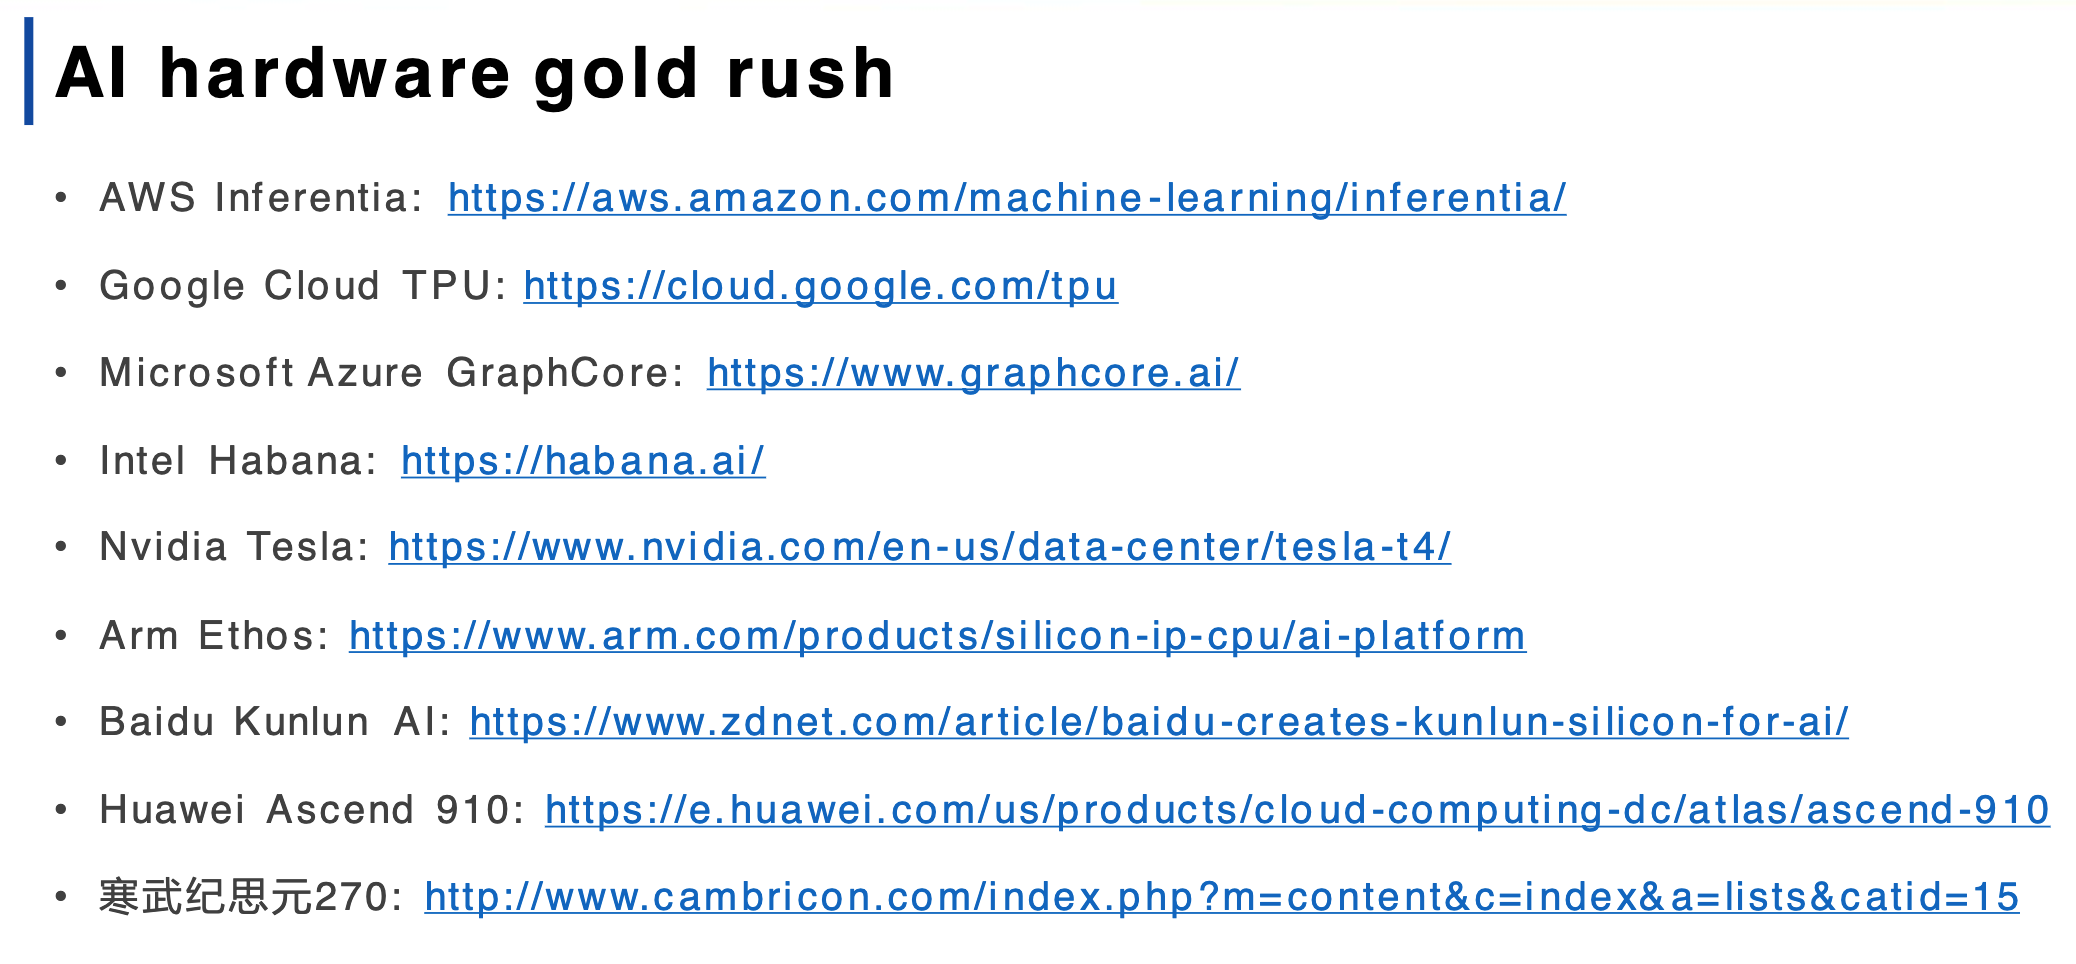 AI hardware gold rush
• AWS Inferentia: https://aws.amazon.com/machine-learning/inferentia/
• Google Cloud TPU: https://cloud.google.com/tpu
• Microsoft Azure GraphCore: https://www.graphcore.ai/
• Intel Habana: https://habana.ai/
• Nvidia Tesla: https://www.nvidia.com/en-us/data-center/tesla-t4/
• Arm Ethos: https://www.arm.com/products/silicon-ip-cpu/ai-platform
• Baidu Kunlun AI: https://www.zdnet.com/article/baidu-creates-kunlun-silicon-for-ai/
• Huawei Ascend 910: https://e.huawei.com/us/products/cloud-computing-dc/atlas/ascend-910
• 寒武纪思元270: http://www.cambricon.com/index.php?m=content&c=index&a=lists&catid=15